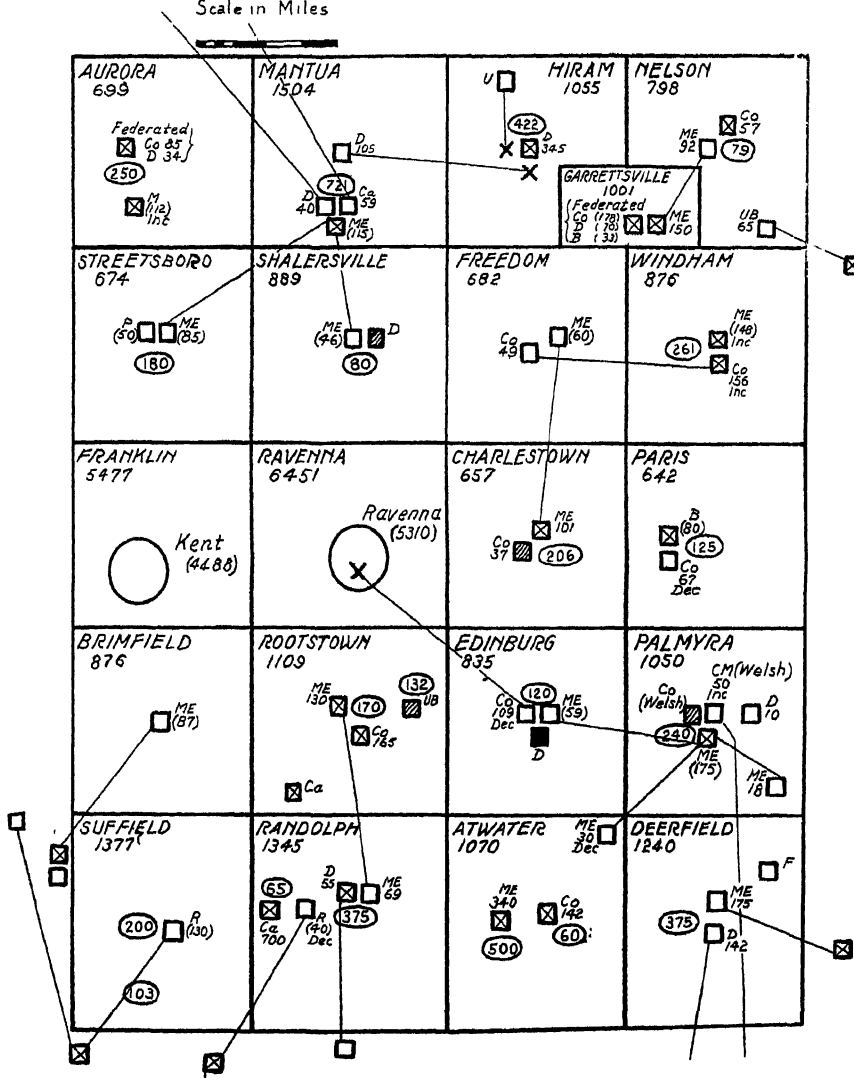 Scale in Miles
AURORA
699
Federated
Co 85
D 34
250
M
(112)
Inc
MANTUA
1504
D
105
721
D
40
Ca
59
ME
(115)
HIRAM
1055
U
422
D
345
GARRETTSVILLE
1001
Federated
Co (178)
D (70)
B (33)
ME
150
NELSON
798
Co
57
ME
92
79
UB
65
STREETSBORO
674
P
(50)
ME
(85)
180
SHALERSVILLE
889
ME
(46)
D
80
FREEDOM
682
Co
49
ME
(60)
WINDHAM
876
ME
(148)
Inc
261
Co
156
Inc
FRANKLIN
5477
Kent
(4488)
RAVENNA
6451
Ravenna
(5310)
CHARLESTOWN
657
ME
101
Co
37
206
PARIS
642
B
(80)
125
Co
67
Dec
BRIMFIELD
876
ME
(87)
ROOTSTOWN
1109
ME
130
170
132
UB
Co
165
Ca
EDINBURG
835
120
Co
109
Dec
ME
(59)
D
PALMYRA
1050
CM(Welsh)
50
Inc
Co
(Welsh)
D
10
240
ME
(175)
ME
18
SUFFIELD
1377
200
R
(130)
103
RANDOLPH
1345
65
Ca
700
R
(40)
Dec
D
55
ME
69
375
ATWATER
1070
ME
30
Dec
ME
340
500
Co
142
60
DEERFIELD
1240
F
ME
175
375
D
142